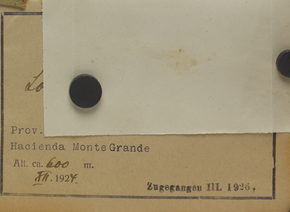 Prov.
Hacienda Monte Grande
Alt. ca. 600 m.
XII. 1924.
Zugegangen III. 1926.